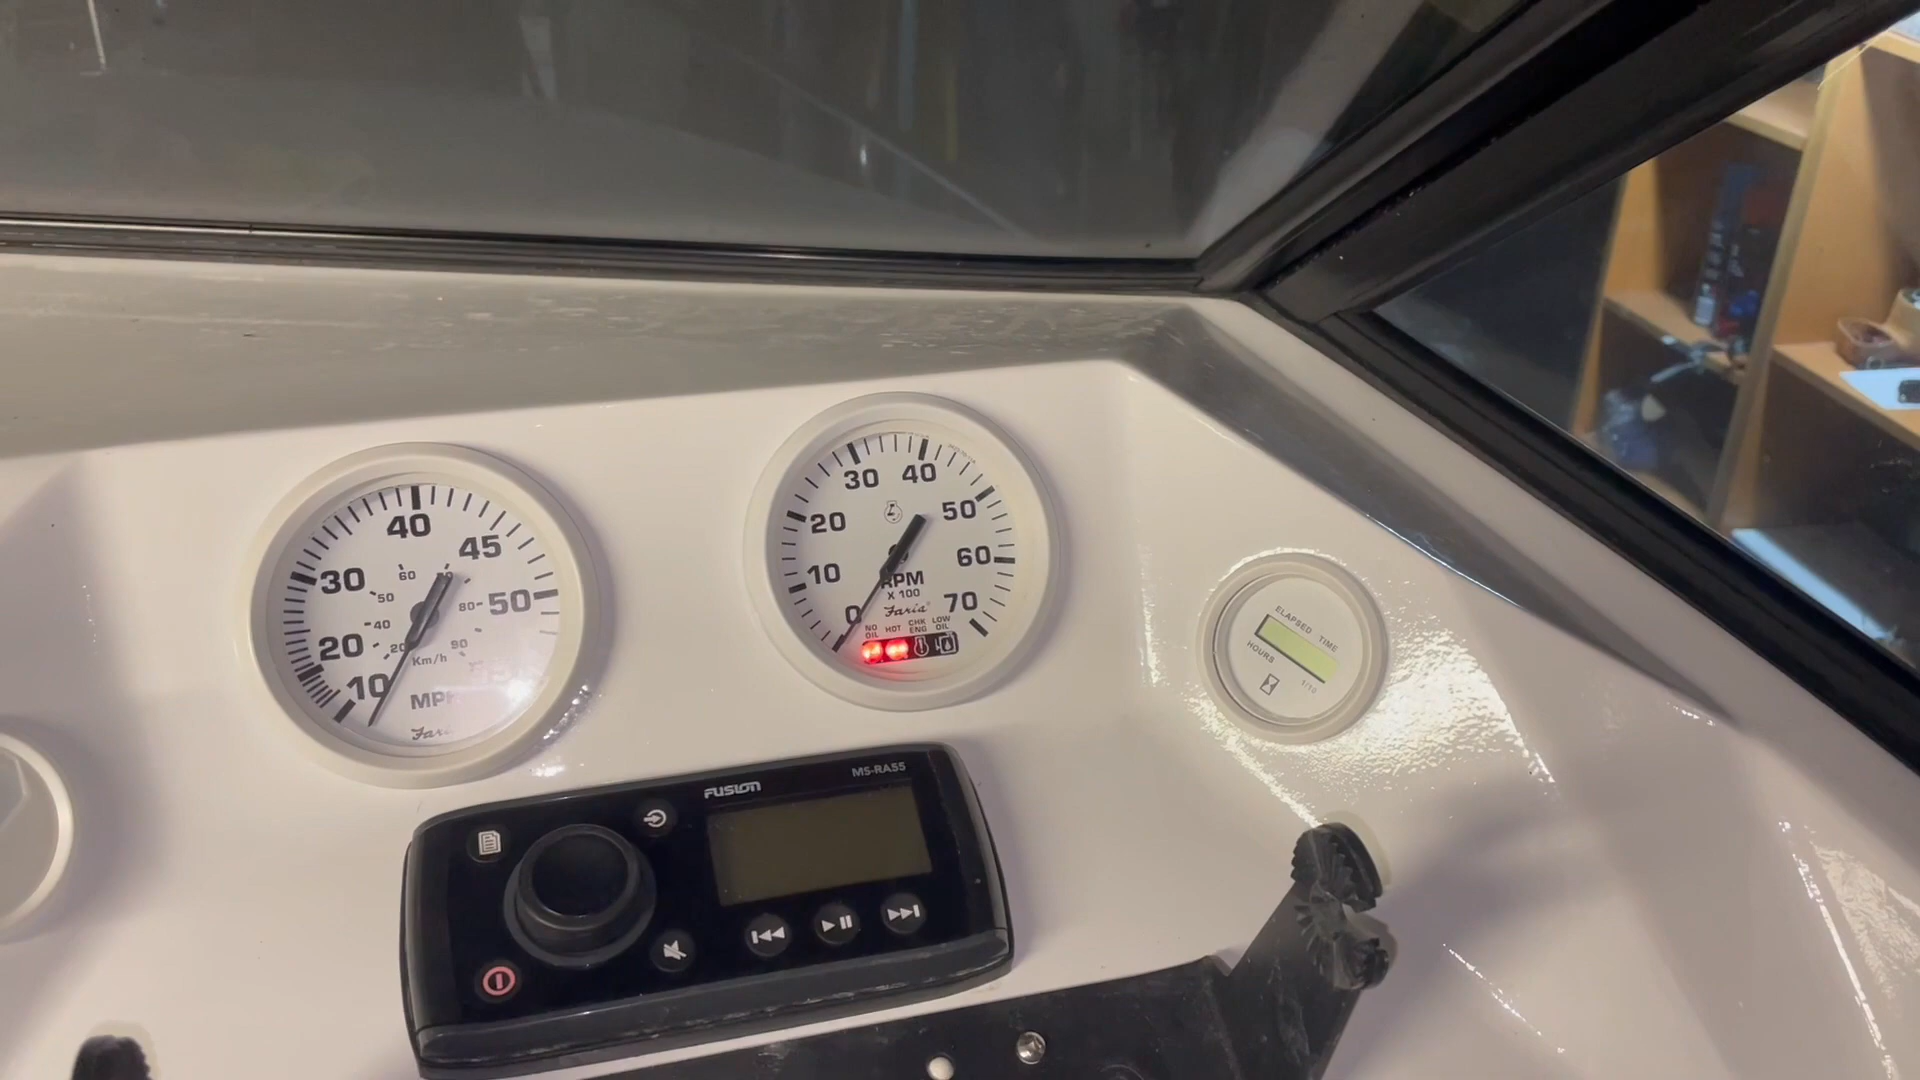 40
45
30
50
20
10
60
50
80
40
20
90
Km/h
MPH
Faria
30
40
20
50
10
60
0
70
RPM
X 100
Faria
NO
OIL
HOT
CHK
ENG
LOW
OIL
ELAPSED TIME
HOURS
1/10
FUSION
MS-RA55